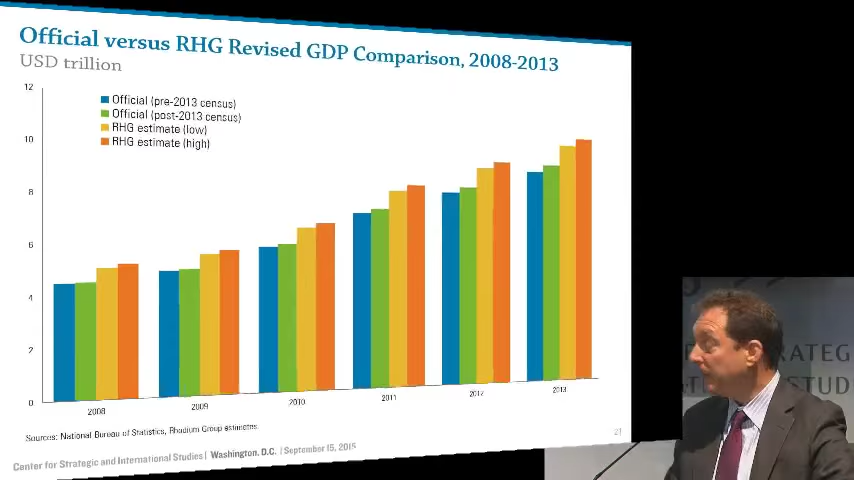 Official versus RHG Revised GDP Comparison, 2008-2013
USD trillion
12
10
8
6
4
2
0
Official (pre-2013 census)
Official (post-2013 census)
RHG estimate (low)
RHG estimate (high)
2008
2009
2010
2011
2012
2013
Sources: National Bureau of Statistics, Rhodium Group estimates.
21
Center for Strategic and International Studies | Washington, D.C. | September 15, 2015
RATEG
STUD